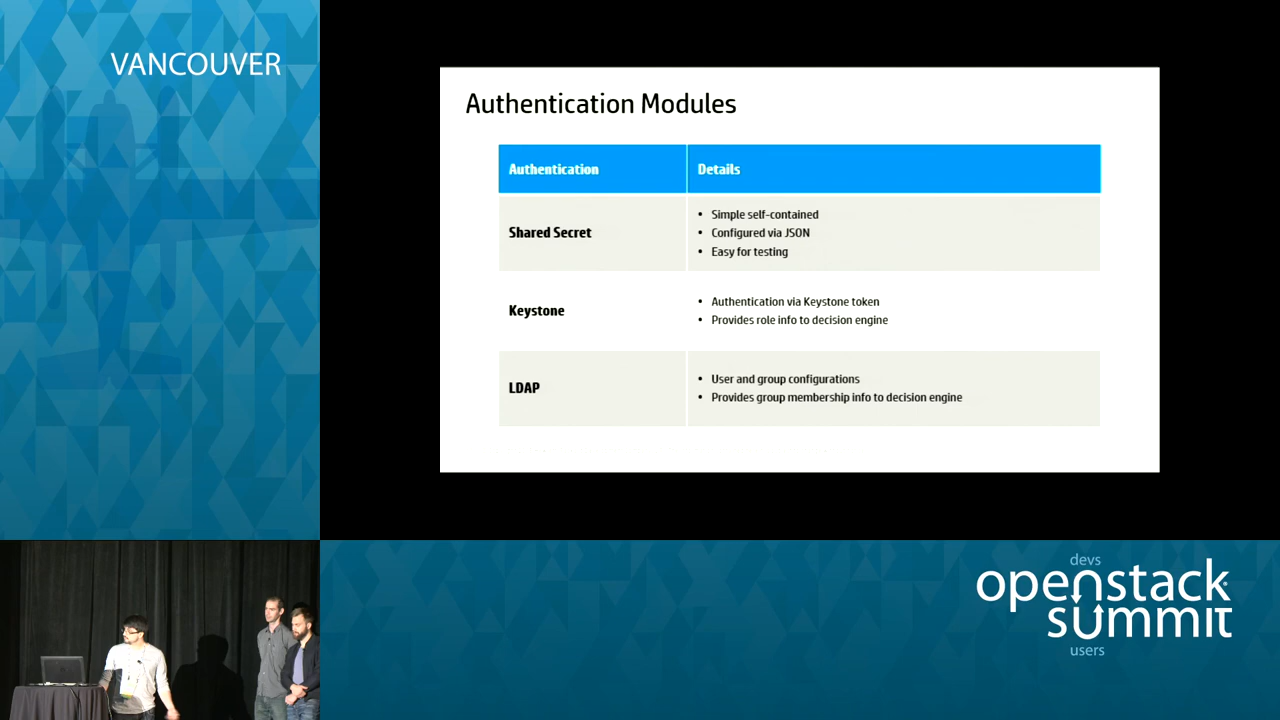 VANCOUVER
Authentication Modules
Authentication
Details
Shared Secret
• Simple self-contained
• Configured via JSON
• Easy for testing
Keystone
• Authentication via Keystone token
• Provides role info to decision engine
LDAP
• User and group configurations
• Provides group membership info to decision engine
devs
openstack
summit
users